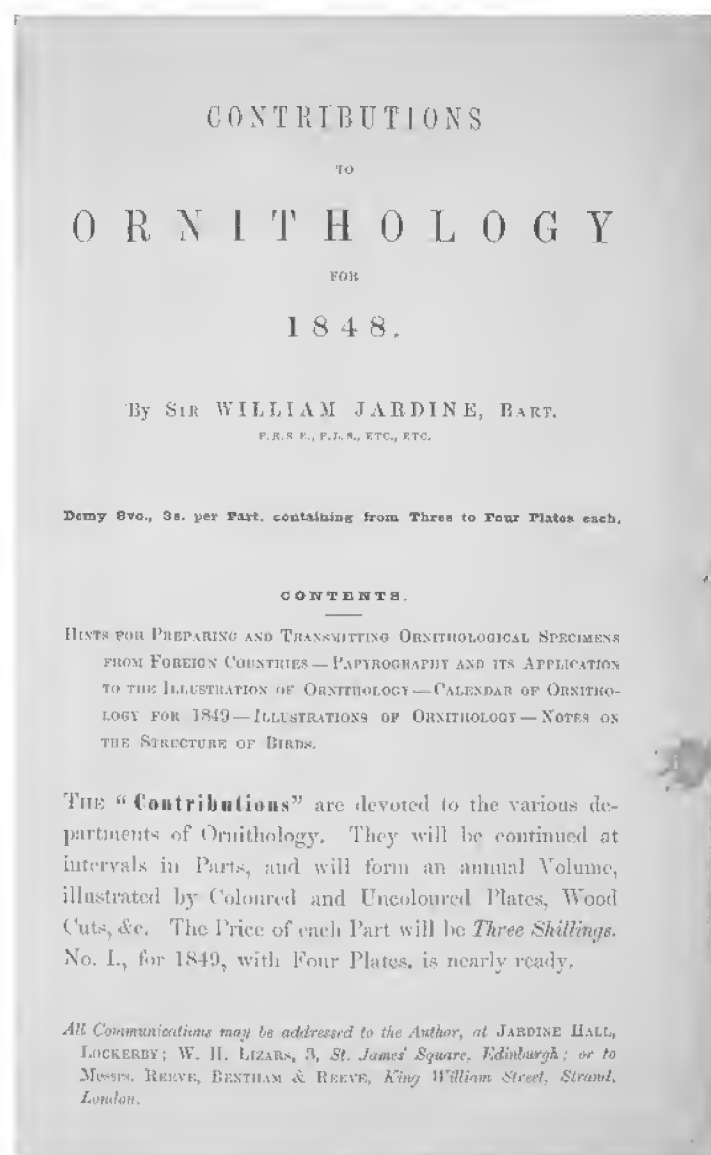 CONTRIBUTIONS
TO
ORNITHOLOGY
FOR
1848.
By Sir WILLIAM JARDINE, Bart.
F.R.S.E., F.L.S., ETC., ETC.
Demy 8vo., 3s. per Part, containing from Three to Four Plates each.
CONTENTS.
Hints for Preparing and Transmitting Ornithological Specimens
from Foreign Countries — Papyrography and its Application
to the Illustration of Ornithology — Calendar of Ornitho-
logy for 1849 — Illustrations of Ornithology — Notes on
the Structure of Birds.
The "Contributions" are devoted to the various de-
partments of Ornithology. They will be continued at
intervals in Parts, and will form an annual Volume,
illustrated by Coloured and Uncoloured Plates, Wood
Cuts, &c. The Price of each Part will be Three Shillings.
No. I., for 1849, with Four Plates, is nearly ready.
All Communications may be addressed to the Author, at Jardine Hall,
Lockerby; W. H. Lizars, 3, St. James' Square, Edinburgh; or to
Messrs. Reeve, Bentham & Reeve, King William Street, Strand,
London.